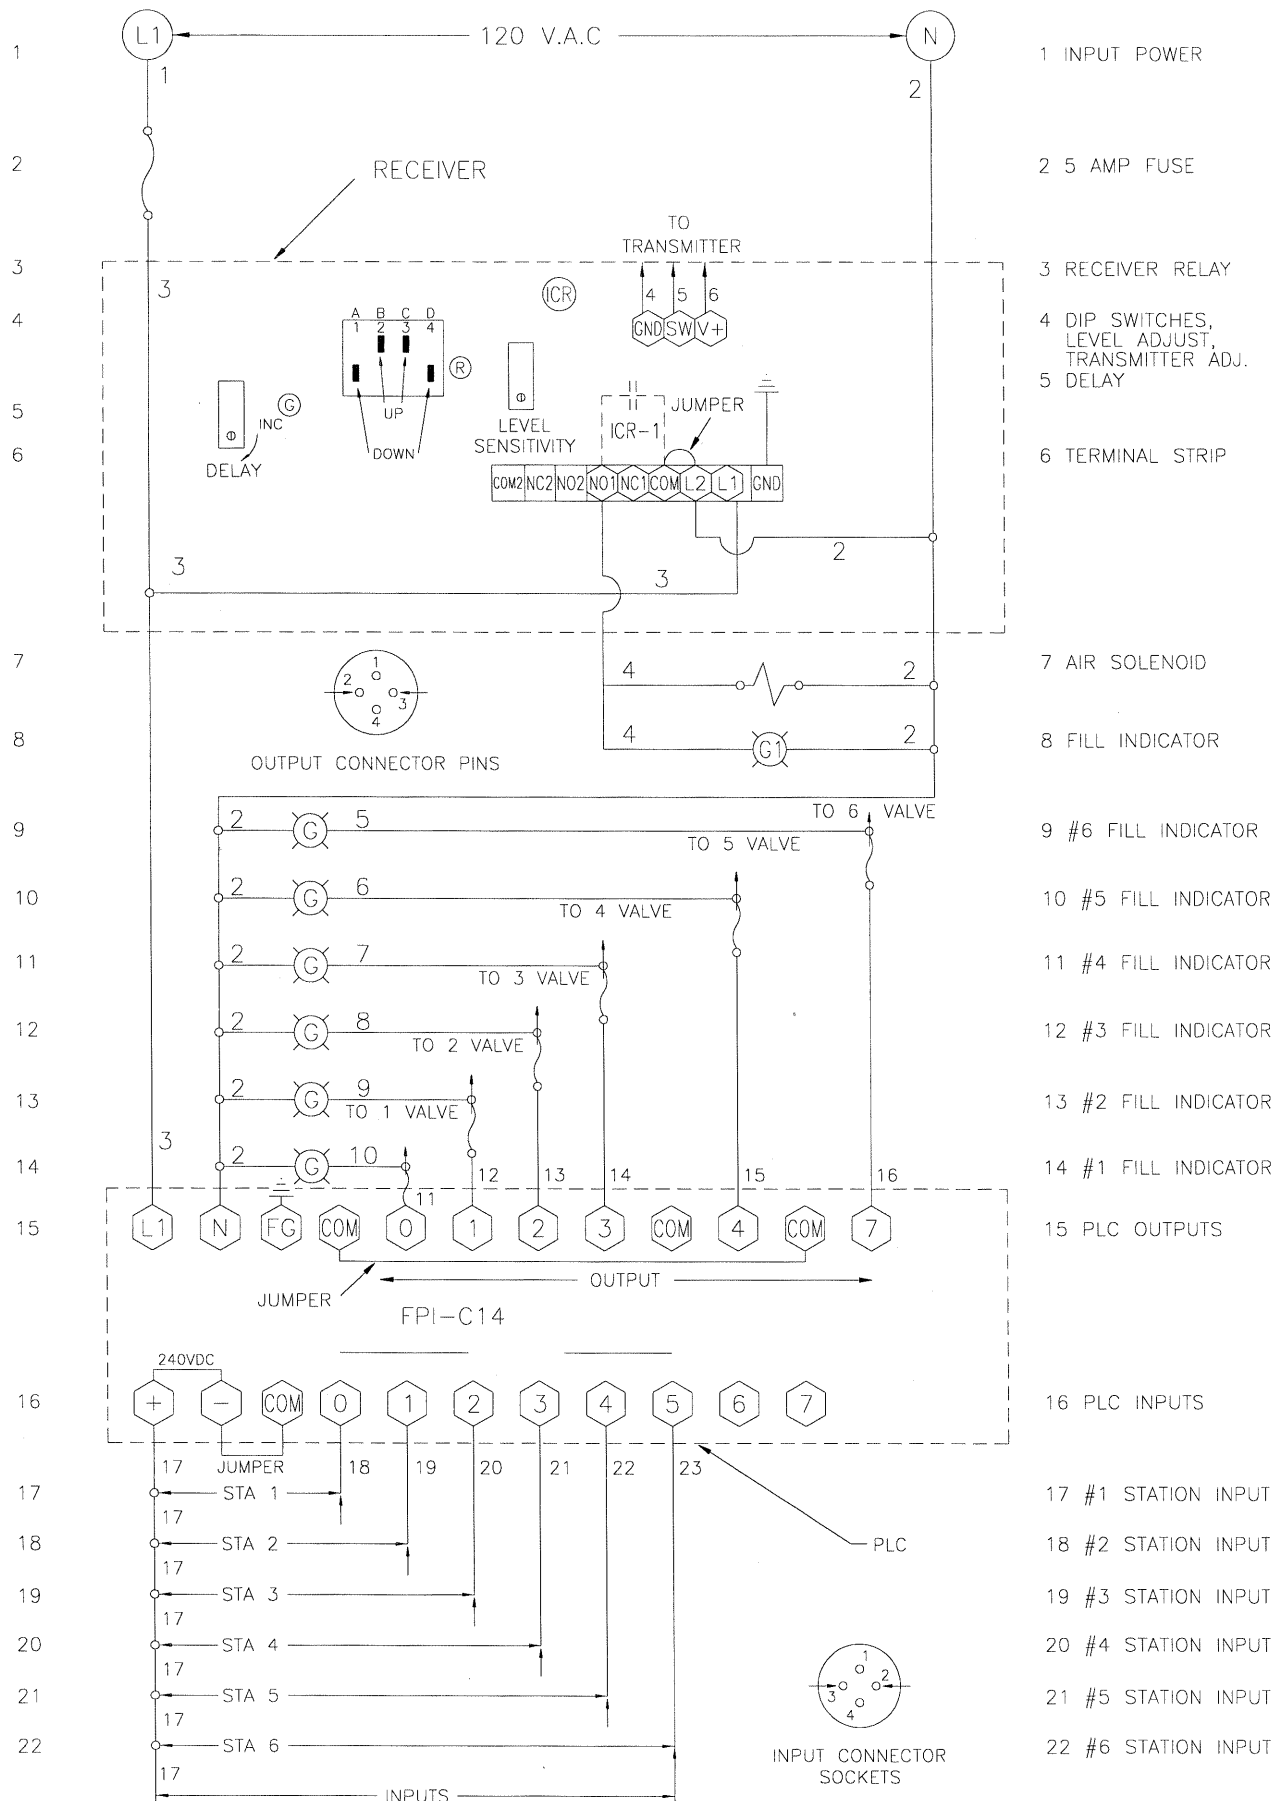 L1 120 V.A.C N
1 1 2 1 INPUT POWER
2 RECEIVER 2 5 AMP FUSE
TO
TRANSMITTER
3 3 3 RECEIVER RELAY
ICR 4 5 6
4 A B C D
1 2 3 4
GND SW V+
4 DIP SWITCHES,
LEVEL ADJUST,
TRANSMITTER ADJ.
R
5 DELAY
5 INC G UP JUMPER
LEVEL
SENSITIVITY
ICR-1
6 DELAY DOWN 6 TERMINAL STRIP
COM2 NC2 NO2 NO1 NC1 COM L2 L1 GND
2
3 3
7 4 2 7 AIR SOLENOID
1
2 3
4
8 4 G1 2 8 FILL INDICATOR
OUTPUT CONNECTOR PINS
TO 6 VALVE
9 2 G 5 9 #6 FILL INDICATOR
TO 5 VALVE
10 2 G 6 10 #5 FILL INDICATOR
TO 4 VALVE
11 2 G 7 11 #4 FILL INDICATOR
TO 3 VALVE
12 2 G 8 12 #3 FILL INDICATOR
TO 2 VALVE
13 2 G 9 13 #2 FILL INDICATOR
TO 1 VALVE
3
14 2 G 10 14 #1 FILL INDICATOR
11 12 13 14 15 16
15 L1 N FG COM 0 1 2 3 COM 4 COM 7 15 PLC OUTPUTS
OUTPUT
JUMPER
FPI-C14
240VDC
16 + - COM 0 1 2 3 4 5 6 7 16 PLC INPUTS
17 JUMPER 18 19 20 21 22 23
17 STA 1 17 #1 STATION INPUT
17
18 STA 2 PLC 18 #2 STATION INPUT
17
19 STA 3 19 #3 STATION INPUT
17
20 STA 4 20 #4 STATION INPUT
17
1
3 2
4
21 STA 5 21 #5 STATION INPUT
17
22 STA 6 22 #6 STATION INPUT
INPUT CONNECTOR
SOCKETS
17
INPUTS